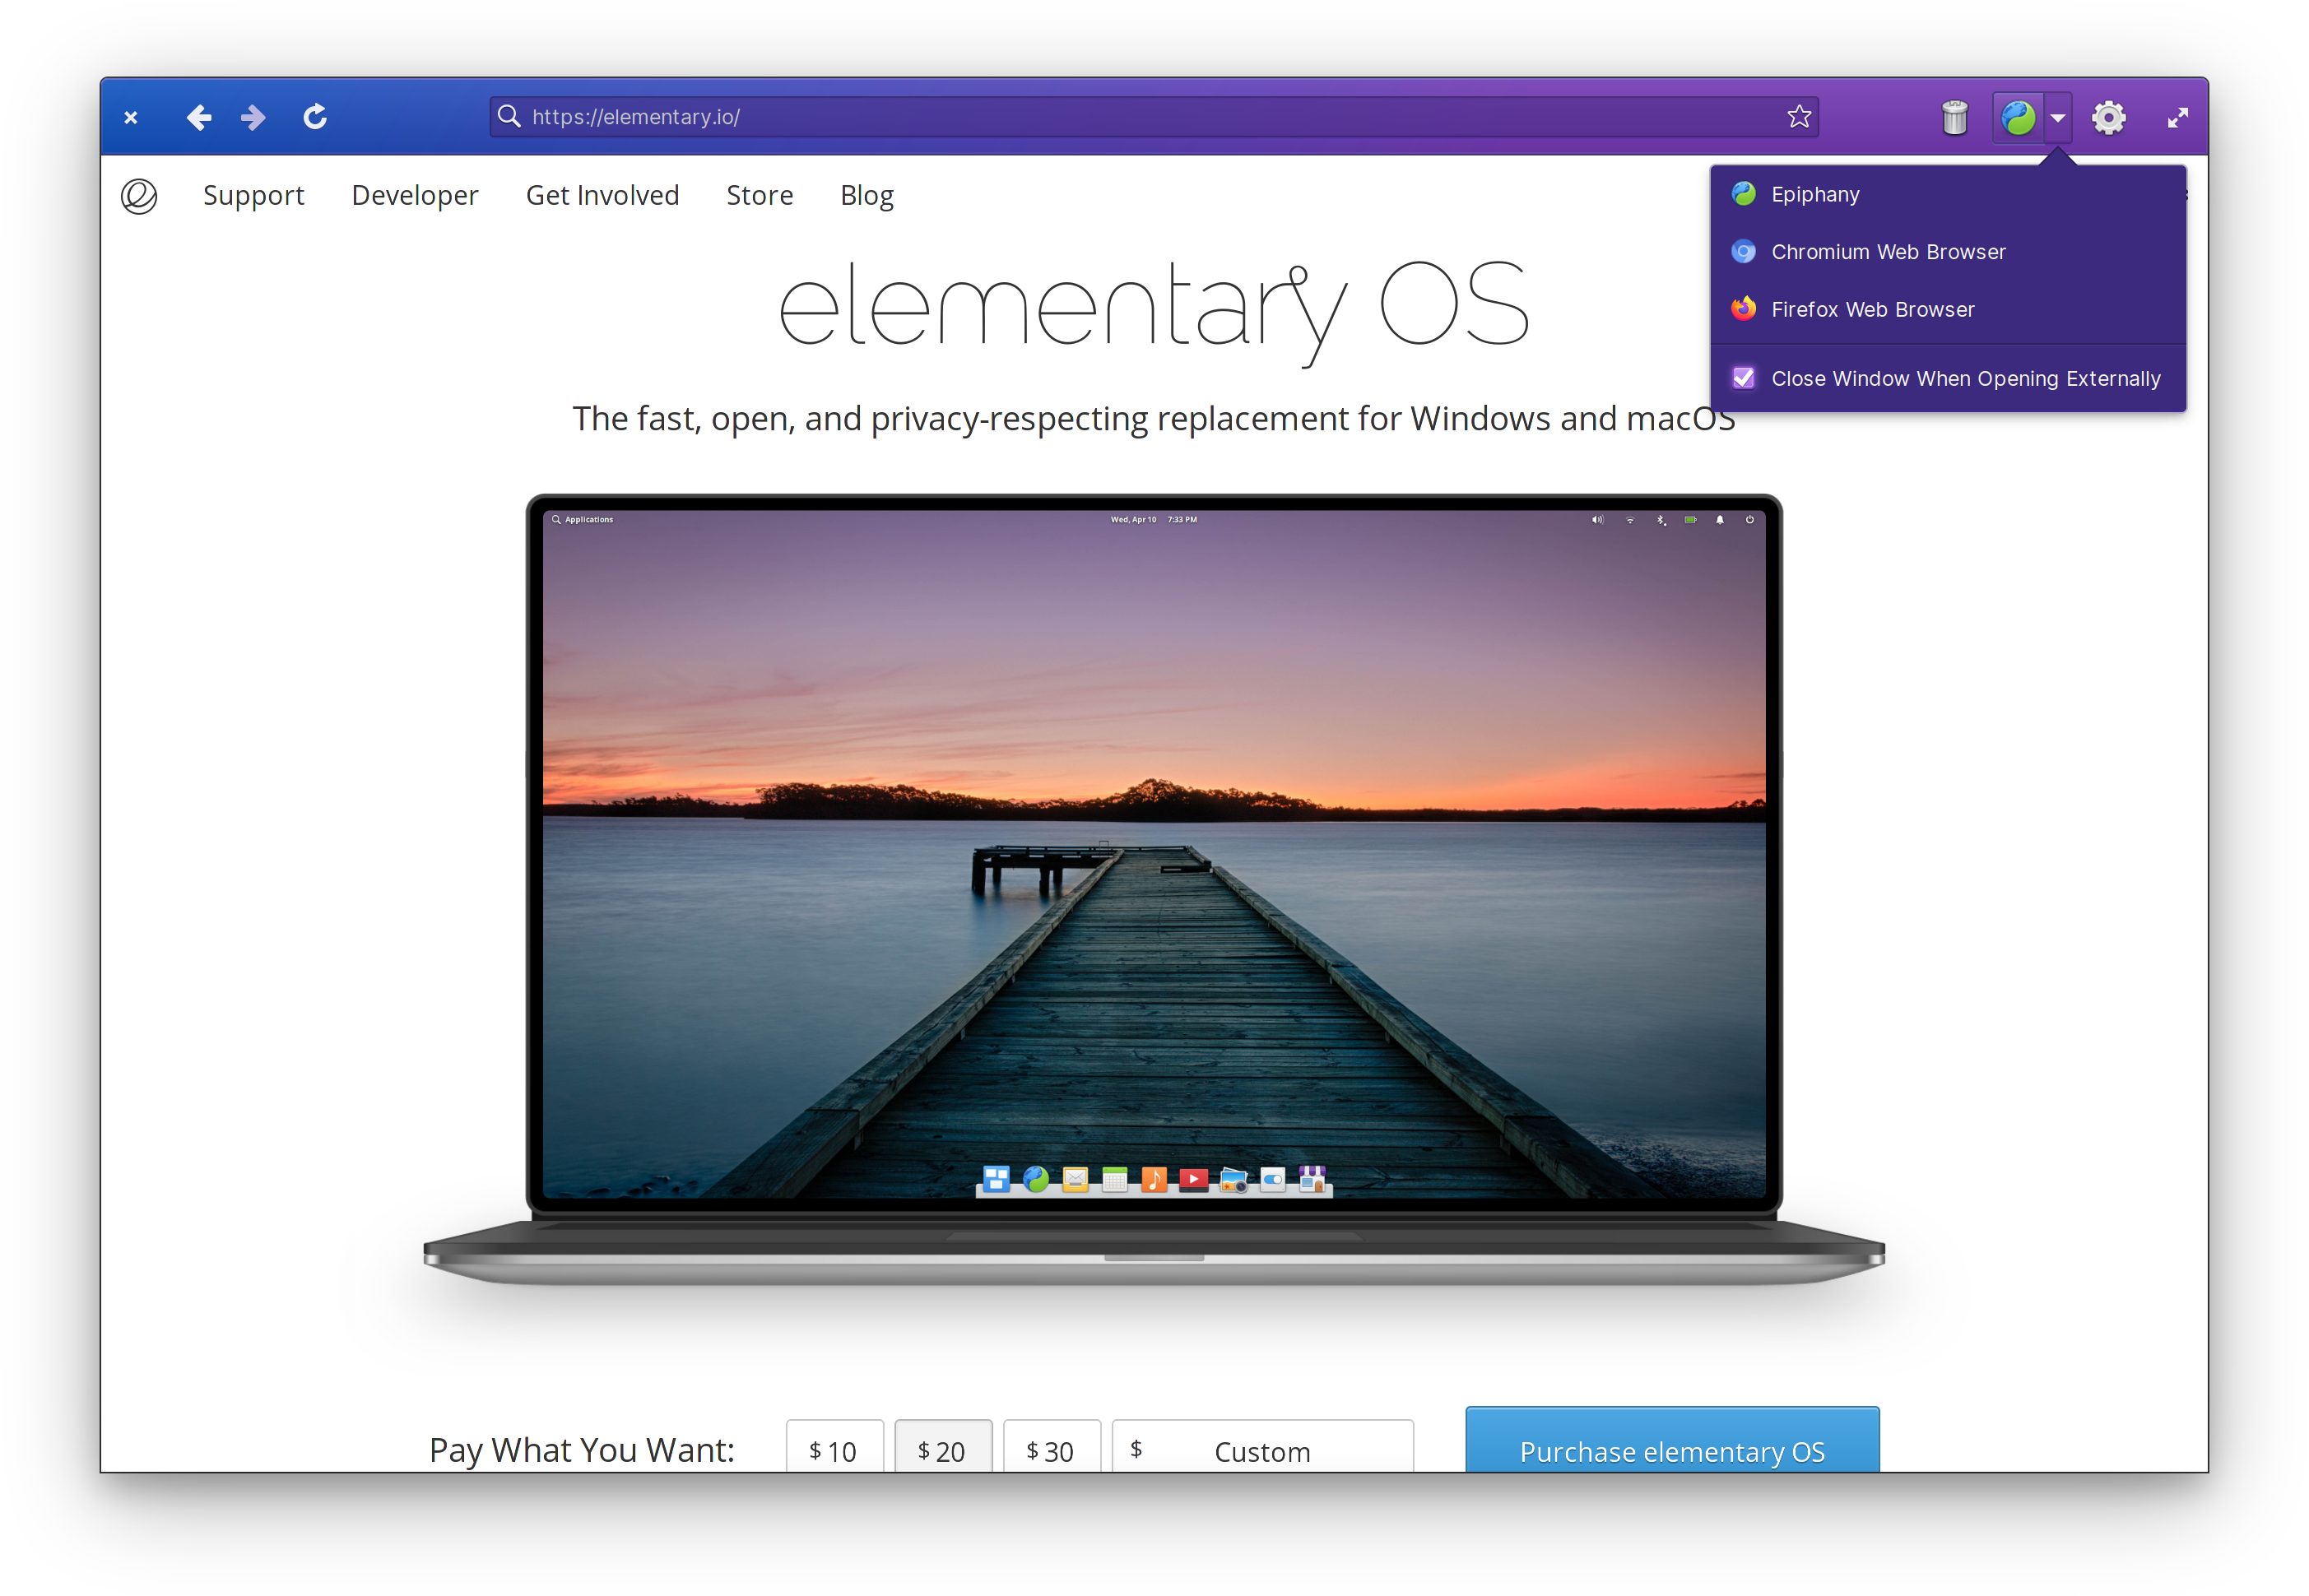 https://elementary.io/
Support Developer Get Involved Store Blog
Epiphany
Chromium Web Browser
Firefox Web Browser
Close Window When Opening Externally
elementary OS
The fast, open, and privacy-respecting replacement for Windows and macOS
Applications Wed, Apr 10 7:33 PM
Pay What You Want: $ 10 $ 20 $ 30 $ Custom Purchase elementary OS